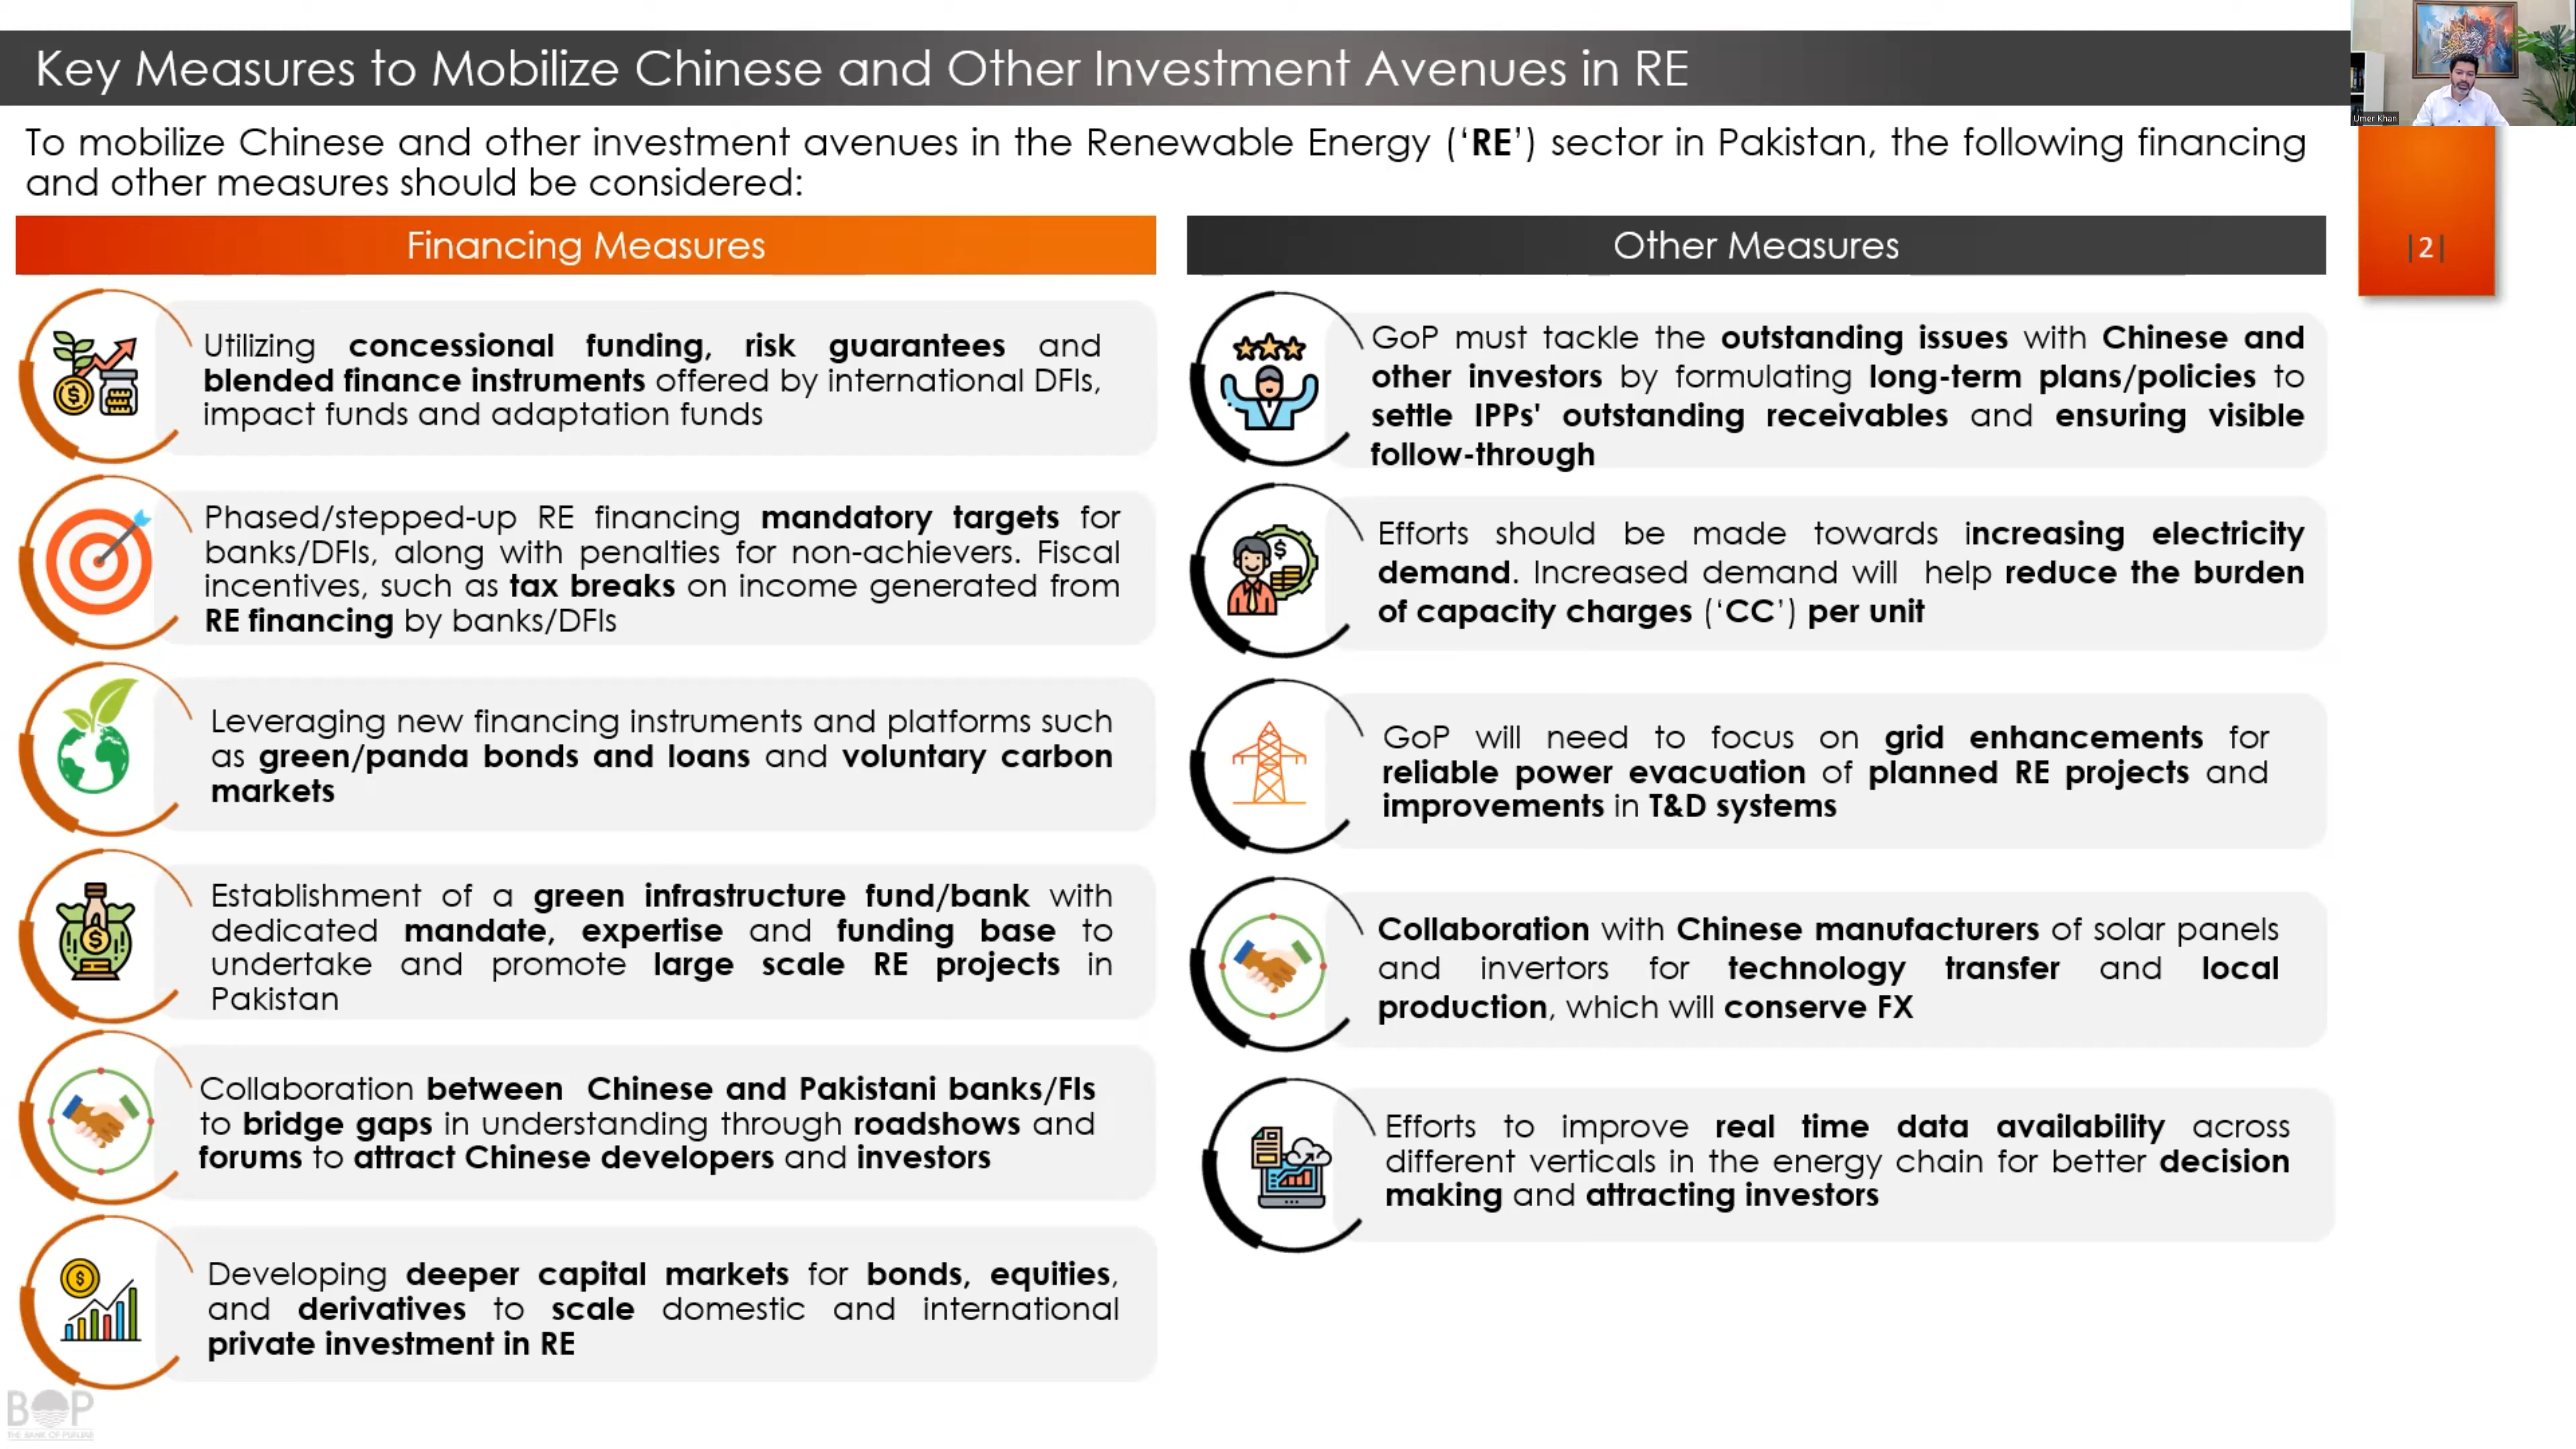 Key Measures to Mobilize Chinese and Other Investment Avenues in RE
Umer Khan
To mobilize Chinese and other investment avenues in the Renewable Energy (‘RE’) sector in Pakistan, the following financing
and other measures should be considered:
|2|
Financing Measures
Utilizing concessional funding, risk guarantees and
blended finance instruments offered by international DFIs,
impact funds and adaptation funds
Phased/stepped-up RE financing mandatory targets for
banks/DFIs, along with penalties for non-achievers. Fiscal
incentives, such as tax breaks on income generated from
RE financing by banks/DFIs
Leveraging new financing instruments and platforms such
as green/panda bonds and loans and voluntary carbon
markets
Establishment of a green infrastructure fund/bank with
dedicated mandate, expertise and funding base to
undertake and promote large scale RE projects in
Pakistan
Collaboration between Chinese and Pakistani banks/FIs
to bridge gaps in understanding through roadshows and
forums to attract Chinese developers and investors
Developing deeper capital markets for bonds, equities,
and derivatives to scale domestic and international
private investment in RE
Other Measures
GoP must tackle the outstanding issues with Chinese and
other investors by formulating long-term plans/policies to
settle IPPs' outstanding receivables and ensuring visible
follow-through
Efforts should be made towards increasing electricity
demand. Increased demand will help reduce the burden
of capacity charges (‘CC’) per unit
GoP will need to focus on grid enhancements for
reliable power evacuation of planned RE projects and
improvements in T&D systems
Collaboration with Chinese manufacturers of solar panels
and invertors for technology transfer and local
production, which will conserve FX
Efforts to improve real time data availability across
different verticals in the energy chain for better decision
making and attracting investors
BOP
THE BANK OF PUNJAB